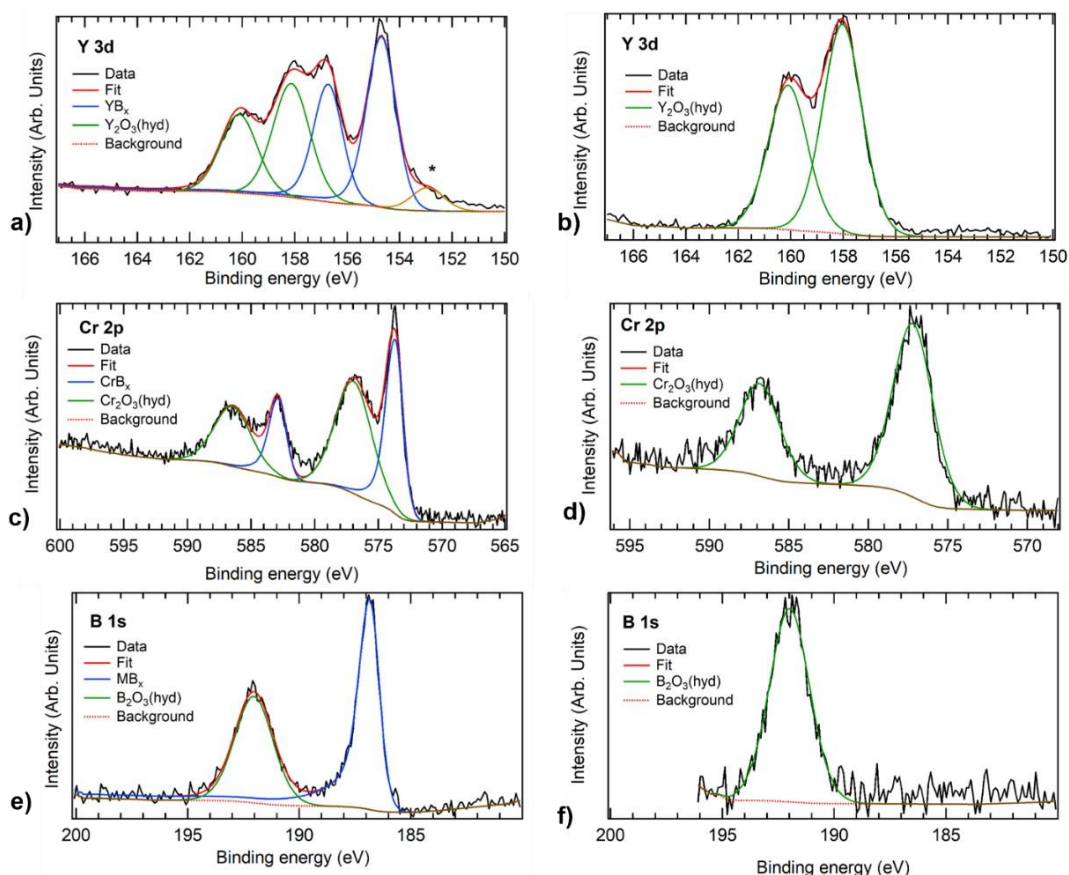 Y 3d
Data
Fit
YBₓ
Y₂O₃(hyd)
Background
*
Intensity (Arb. Units)
166 164 162 160 158 156 154 152 150
Binding energy (eV)
a)
Y 3d
Data
Fit
Y₂O₃(hyd)
Background
Intensity (Arb. Units)
166 164 162 160 158 156 154 152 150
Binding energy (eV)
b)
Cr 2p
Data
Fit
CrBₓ
Cr₂O₃(hyd)
Background
Intensity (Arb. Units)
600 595 590 585 580 575 570 565
Binding energy (eV)
c)
Cr 2p
Data
Fit
Cr₂O₃(hyd)
Background
Intensity (Arb. Units)
595 590 585 580 575 570
Binding energy (eV)
d)
B 1s
Data
Fit
MBₓ
B₂O₃(hyd)
Background
Intensity (Arb. Units)
200 195 190 185
Binding energy (eV)
e)
B 1s
Data
Fit
B₂O₃(hyd)
Background
Intensity (Arb. Units)
200 195 190 185
Binding energy (eV)
f)